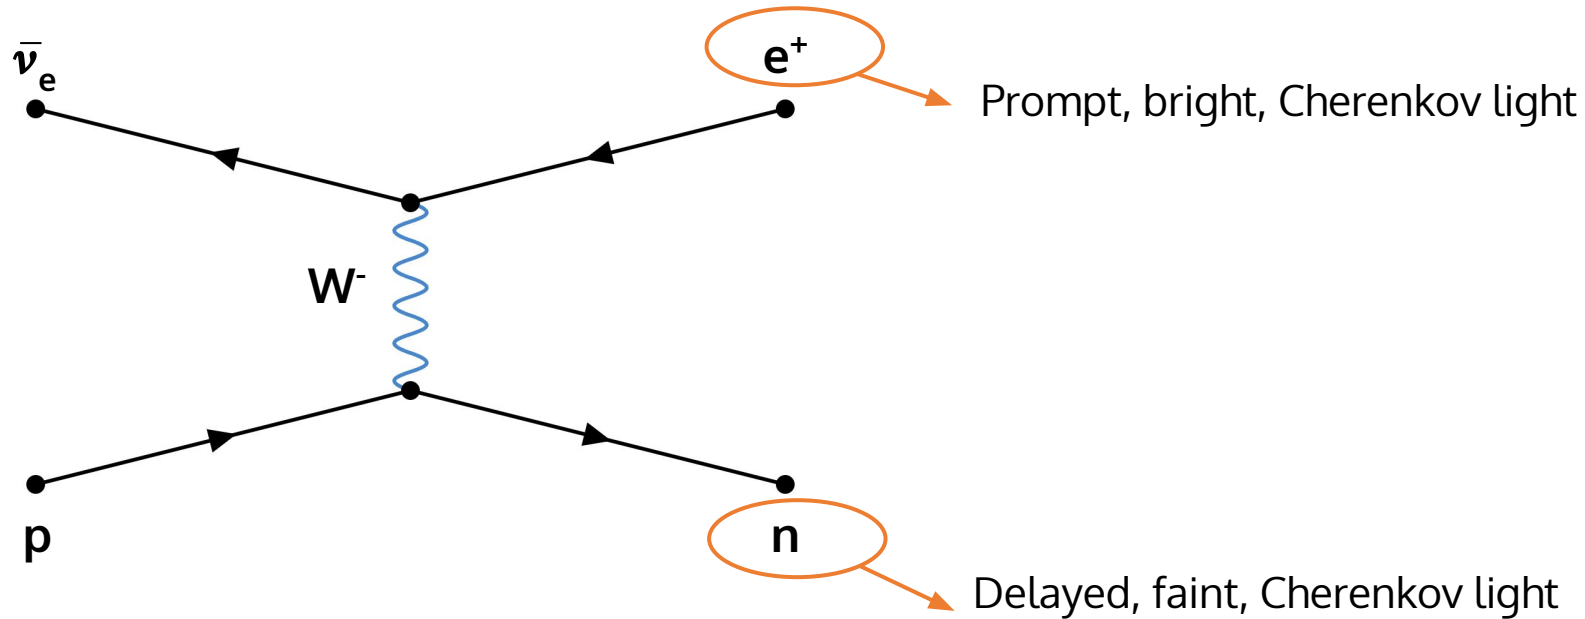 ν̄e
e⁺
Prompt, bright, Cherenkov light
W⁻
p
n
Delayed, faint, Cherenkov light